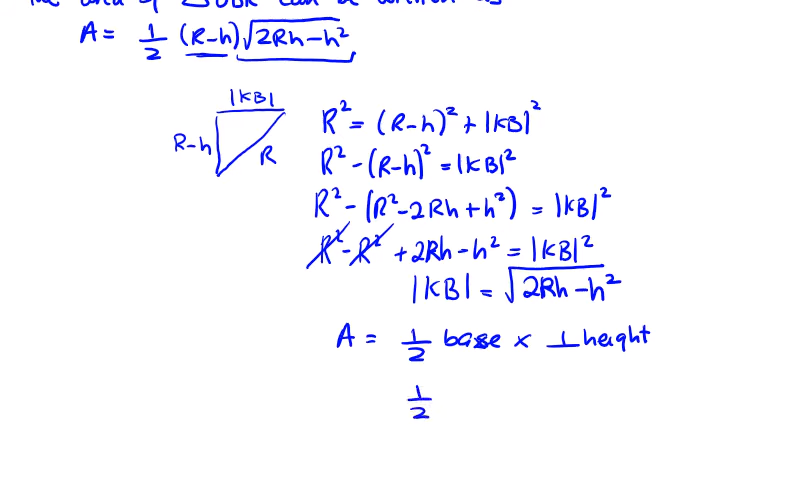 A = 1/2 (R-h)√(2Rh-h²)
|KB|
R-h
R
R² = (R-h)² + |KB|²
R² - (R-h)² = |KB|²
R² - (R² - 2Rh + h²) = |KB|²
R² - R² + 2Rh - h² = |KB|²
|KB| = √(2Rh - h²)
A = 1/2 base × ⊥ height
1/2